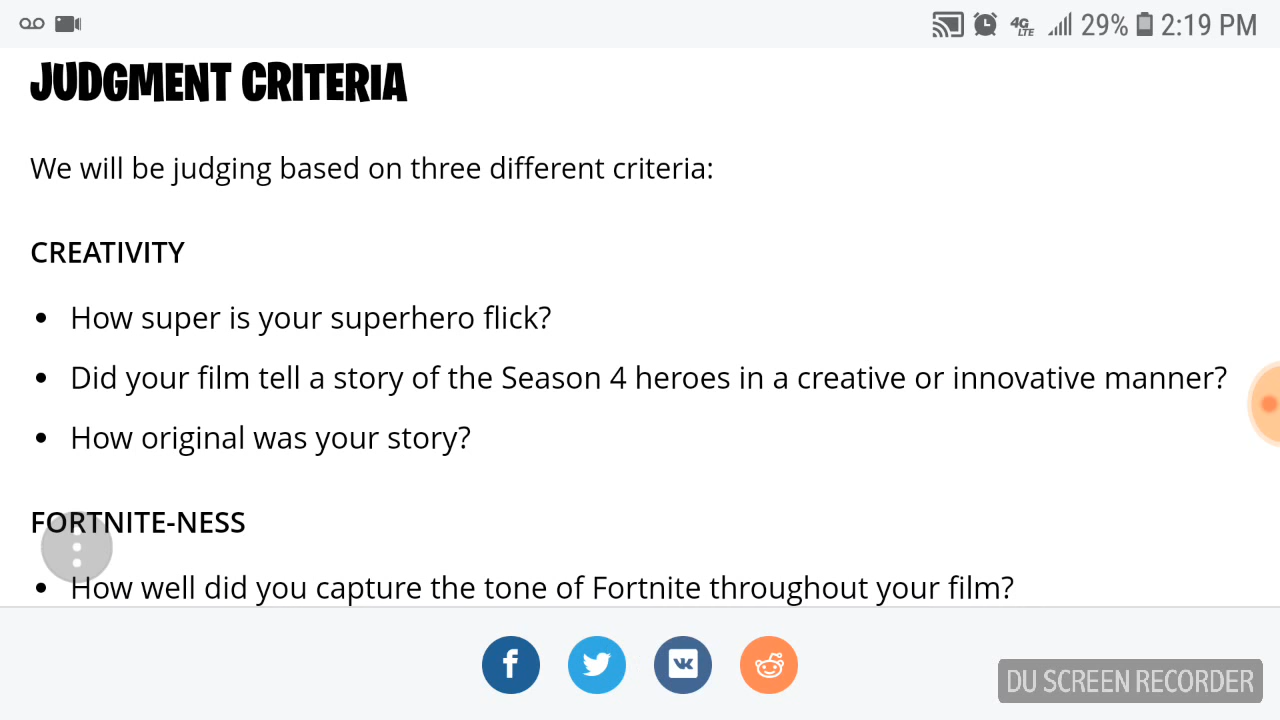 4G LTE 29% 2:19 PM
JUDGMENT CRITERIA
We will be judging based on three different criteria:
CREATIVITY
• How super is your superhero flick?
• Did your film tell a story of the Season 4 heroes in a creative or innovative manner?
• How original was your story?
FORTNITE-NESS
• How well did you capture the tone of Fortnite throughout your film?
DU SCREEN RECORDER